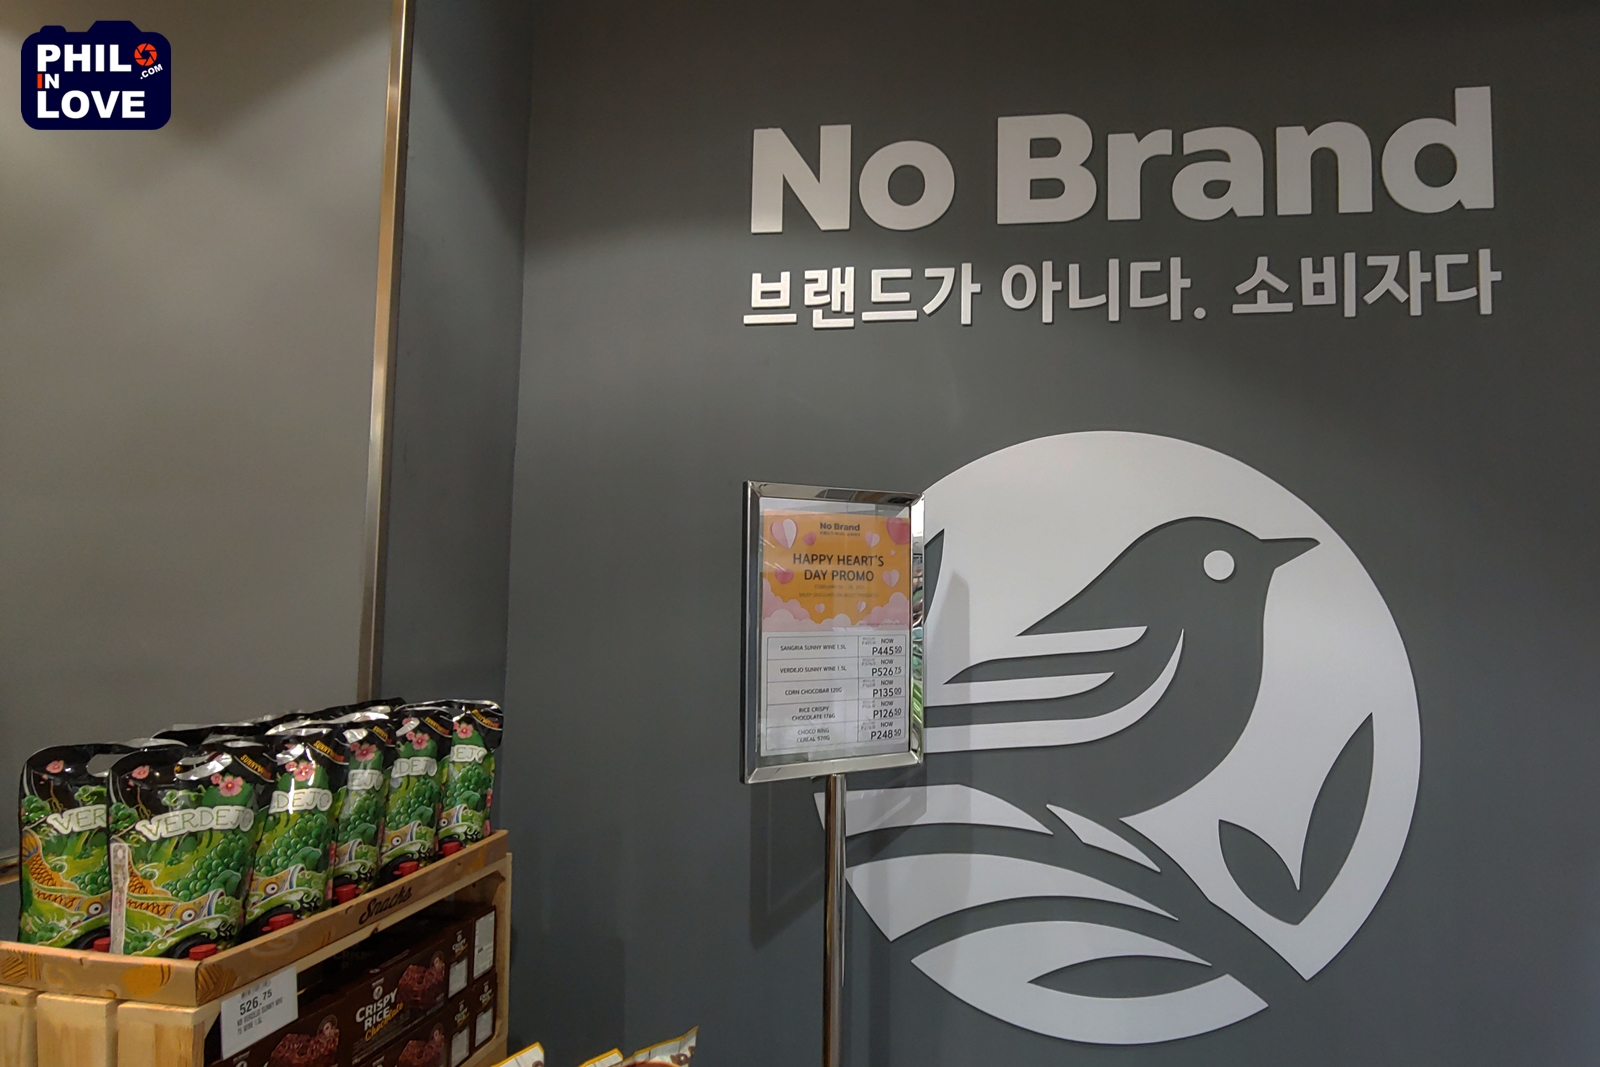 PHIL
IN
.COM
LOVE
No Brand
브랜드가 아니다. 소비자다
No Brand
HAPPY HEART'S
DAY PROMO
SANGRIA SUNNY WINE 1.5L NOW P445.50
VERDEJO SUNNY WINE 1.5L NOW P526.75
CORN CHOCOBAR 120G NOW P135.00
RICE CRISPY
CHOCOLATE 176G NOW P126.50
CHOCO RING
CEREAL 570G NOW P248.50
VERDEJO
VERDEJO
Snacks
526.75
CRISPY
RICE
Chocolate